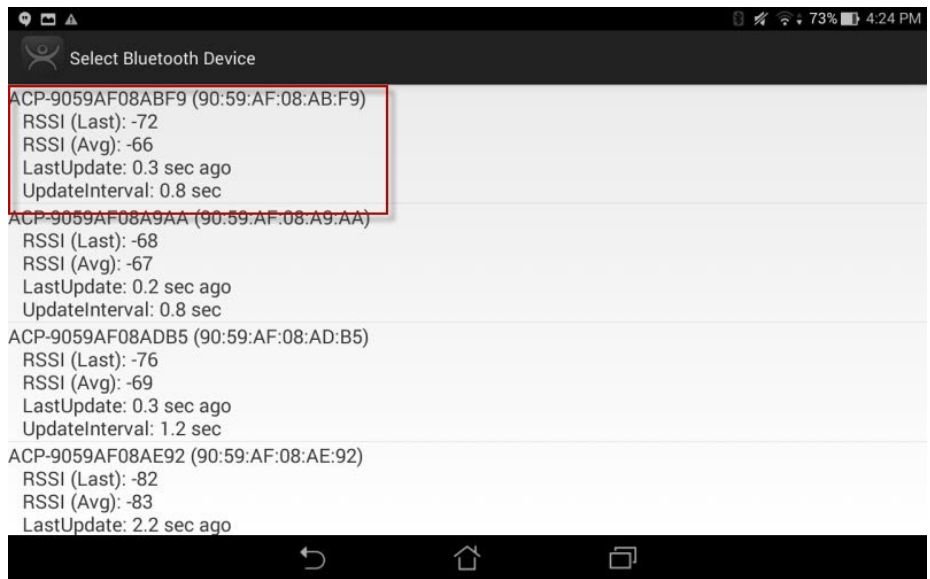 73% 4:24 PM
Select Bluetooth Device
ACP-9059AF08ABF9 (90:59:AF:08:AB:F9)
RSSI (Last): -72
RSSI (Avg): -66
LastUpdate: 0.3 sec ago
UpdateInterval: 0.8 sec
ACP-9059AF08A9AA (90:59:AF:08:A9:AA)
RSSI (Last): -68
RSSI (Avg): -67
LastUpdate: 0.2 sec ago
UpdateInterval: 0.8 sec
ACP-9059AF08ADB5 (90:59:AF:08:AD:B5)
RSSI (Last): -76
RSSI (Avg): -69
LastUpdate: 0.3 sec ago
UpdateInterval: 1.2 sec
ACP-9059AF08AE92 (90:59:AF:08:AE:92)
RSSI (Last): -82
RSSI (Avg): -83
LastUpdate: 2.2 sec ago